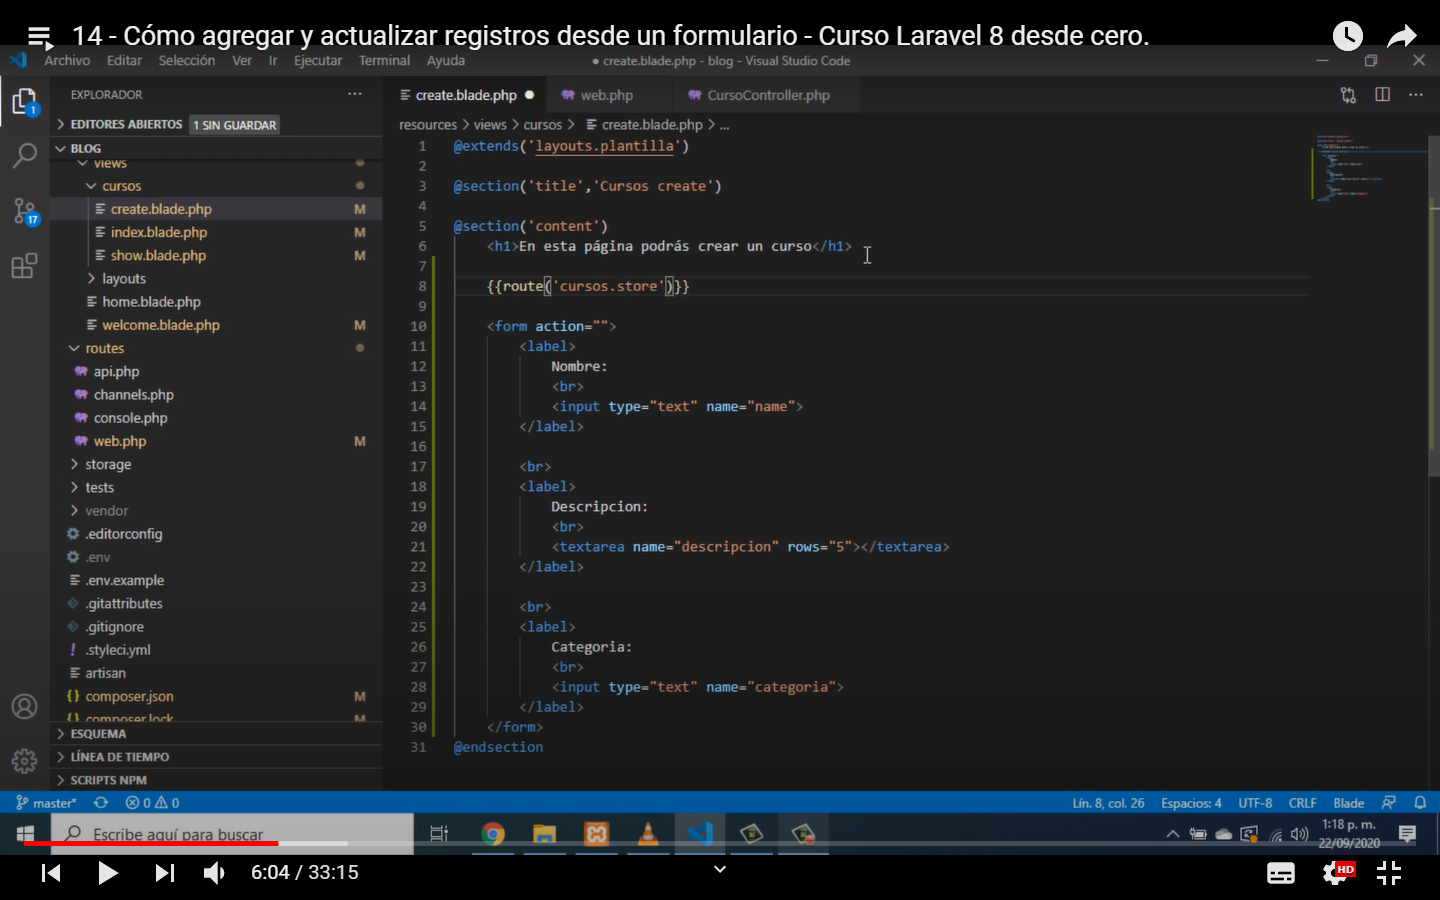 14 - Cómo agregar y actualizar registros desde un formulario - Curso Laravel 8 desde cero.
Archivo Editar Selección Ver Ir Ejecutar Terminal Ayuda
● create.blade.php - blog - Visual Studio Code
EXPLORADOR ...
EDITORES ABIERTOS 1 SIN GUARDAR
BLOG
views
cursos
create.blade.php M
index.blade.php M
show.blade.php M
layouts
home.blade.php
welcome.blade.php M
routes
api.php
channels.php
console.php
web.php M
storage
tests
vendor
.editorconfig
.env
.env.example
.gitattributes
.gitignore
.styleci.yml
artisan
composer.json M
composer.lock M
ESQUEMA
LÍNEA DE TIEMPO
SCRIPTS NPM
1
17
create.blade.php ●
web.php
CursoController.php
resources > views > cursos > create.blade.php > ...
1 @extends('layouts.plantilla')
2
3 @section('title','Cursos create')
4
5 @section('content')
6 <h1>En esta página podrás crear un curso</h1>
7
8 {{route('cursos.store')}}
9
10 <form action="">
11 <label>
12 Nombre:
13 <br>
14 <input type="text" name="name">
15 </label>
16
17 <br>
18 <label>
19 Descripcion:
20 <br>
21 <textarea name="descripcion" rows="5"></textarea>
22 </label>
23
24 <br>
25 <label>
26 Categoria:
27 <br>
28 <input type="text" name="categoria">
29 </label>
30 </form>
31 @endsection
master* 0 0
Lín. 8, col. 26 Espacios: 4 UTF-8 CRLF Blade
Escribe aquí para buscar
1:18 p. m.
22/09/2020
6:04 / 33:15
HD